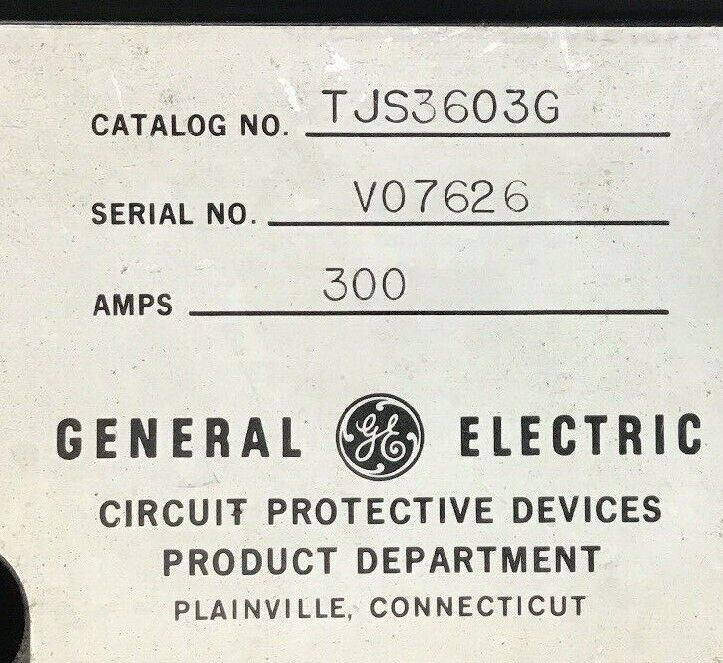 CATALOG NO. TJS3603G
SERIAL NO. V07626
AMPS 300
GENERAL GE ELECTRIC
CIRCUIT PROTECTIVE DEVICES
PRODUCT DEPARTMENT
PLAINVILLE, CONNECTICUT